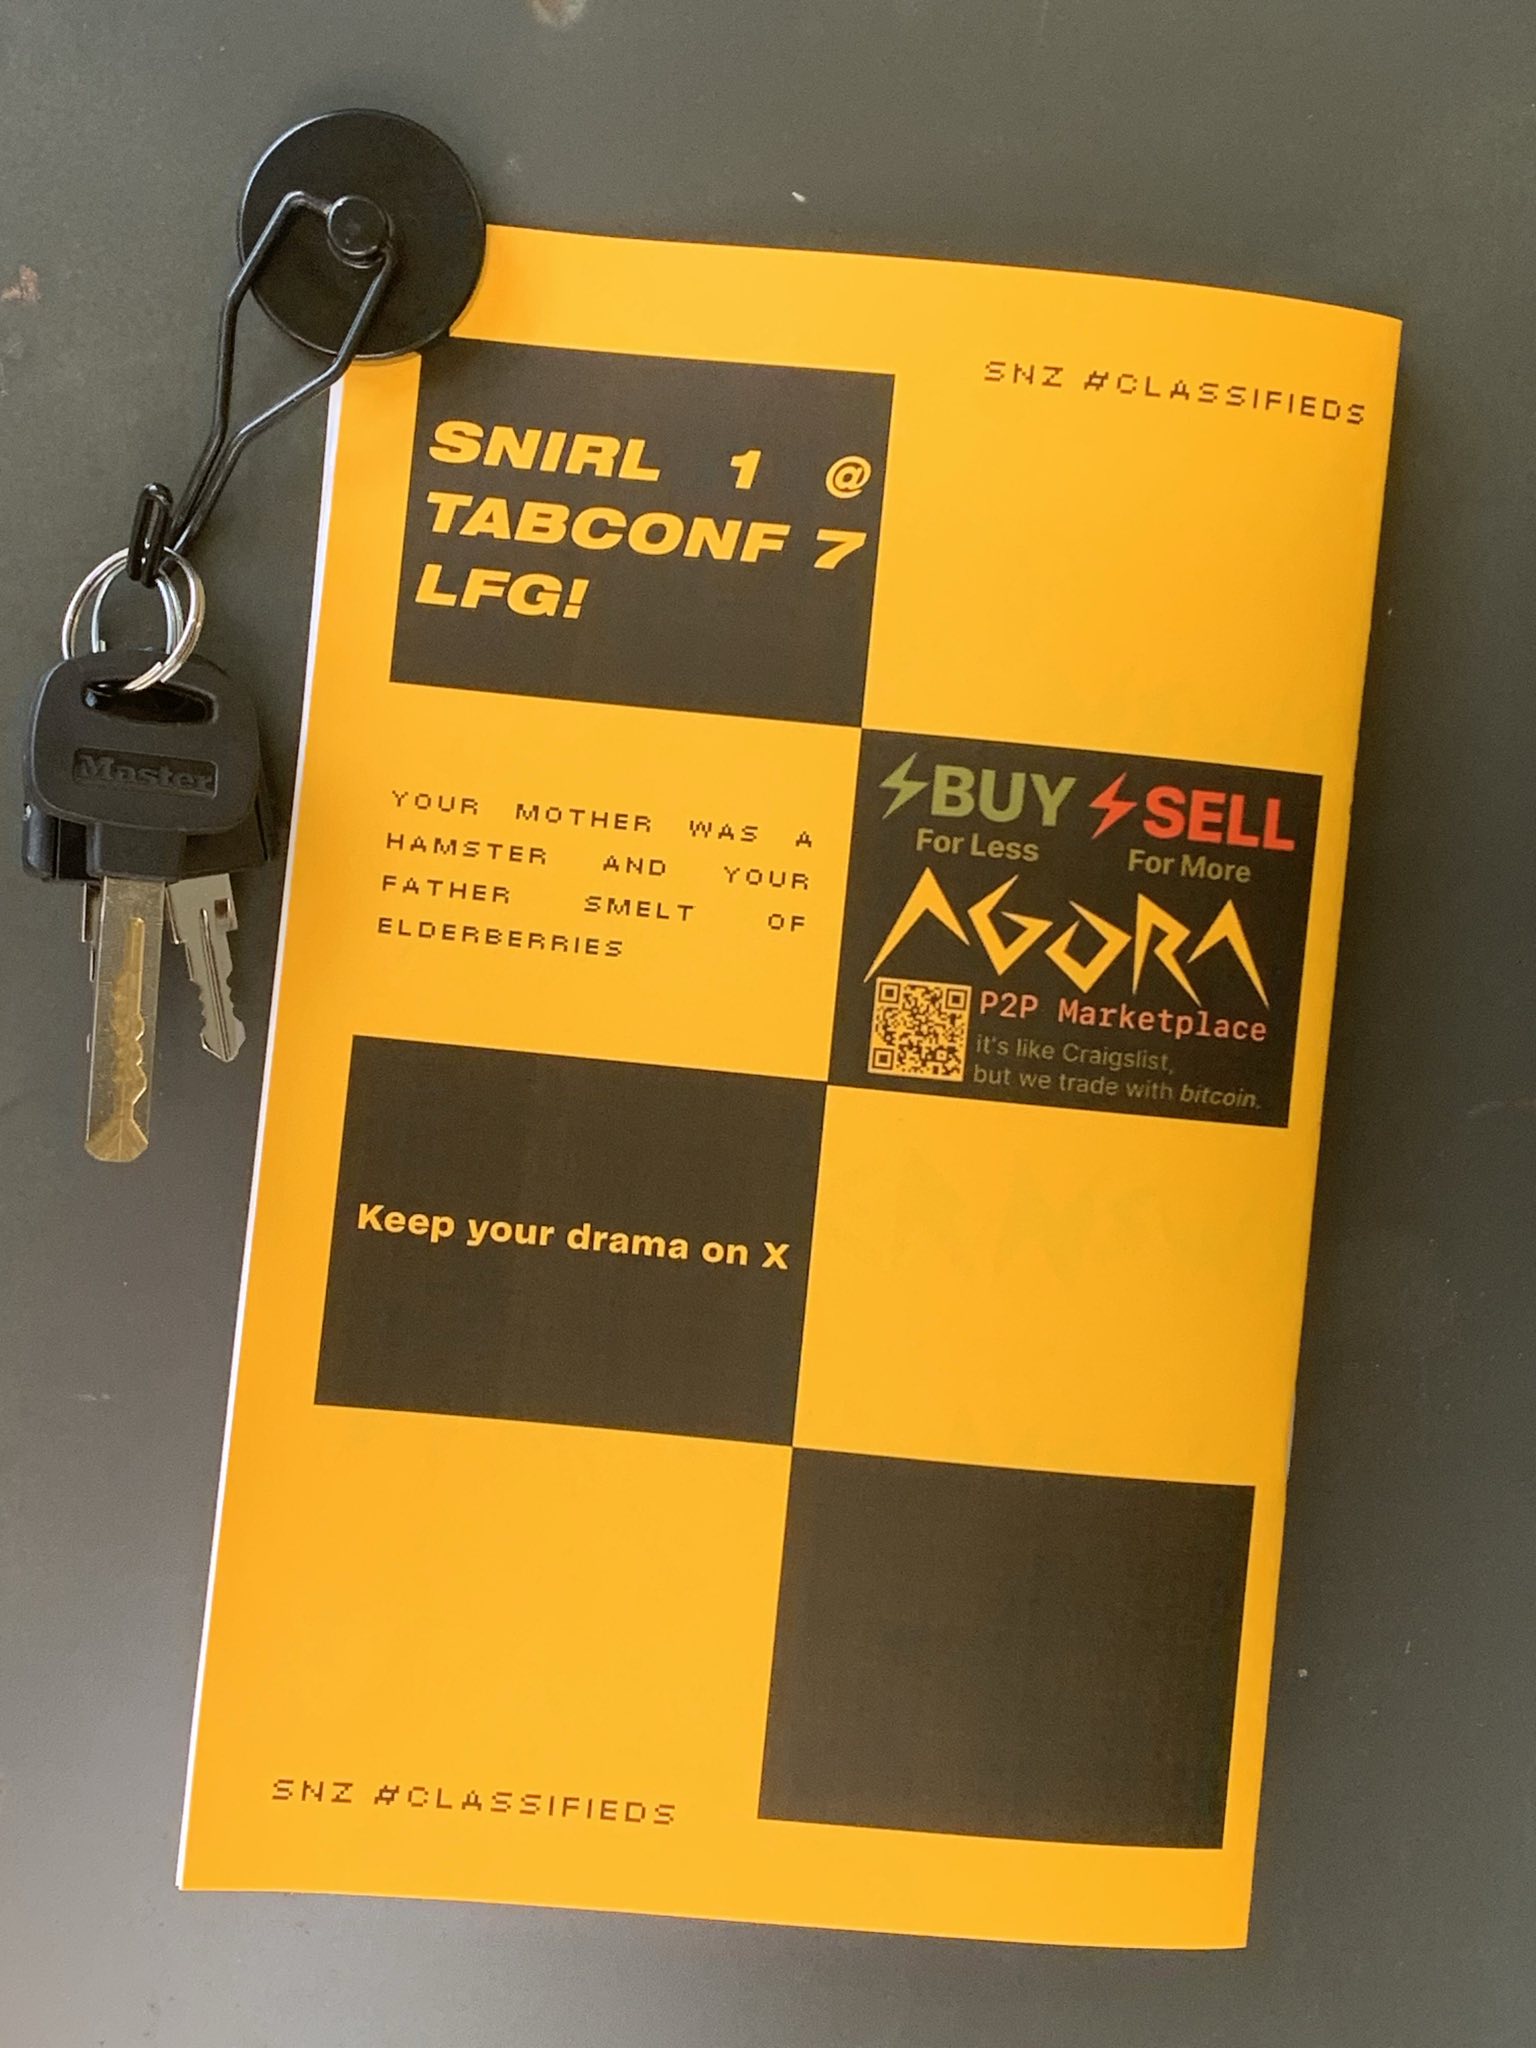 SNZ #CLASSIFIEDS
SNIRL 1 @
TABCONF 7
LFG!
BUY SELL
For Less For More
AGORA
P2P Marketplace
it's like Craigslist,
but we trade with bitcoin.
YOUR MOTHER WAS A
HAMSTER AND YOUR
FATHER SMELT OF
ELDERBERRIES
Keep your drama on X
SNZ #CLASSIFIEDS
Master